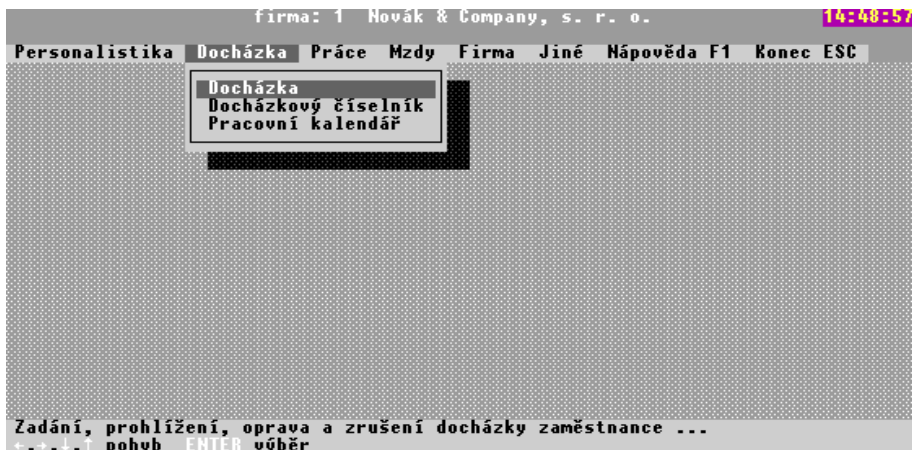 firma: 1 Novák & Company, s. r. o. 14:48:57
Personalistika Docházka Práce Mzdy Firma Jiné Nápověda F1 Konec ESC
Docházka
Docházkový číselník
Pracovní kalendář
Zadání, prohlížení, oprava a zrušení docházky zaměstnance ...
←,→,↓,↑ pohyb ENTER výběr